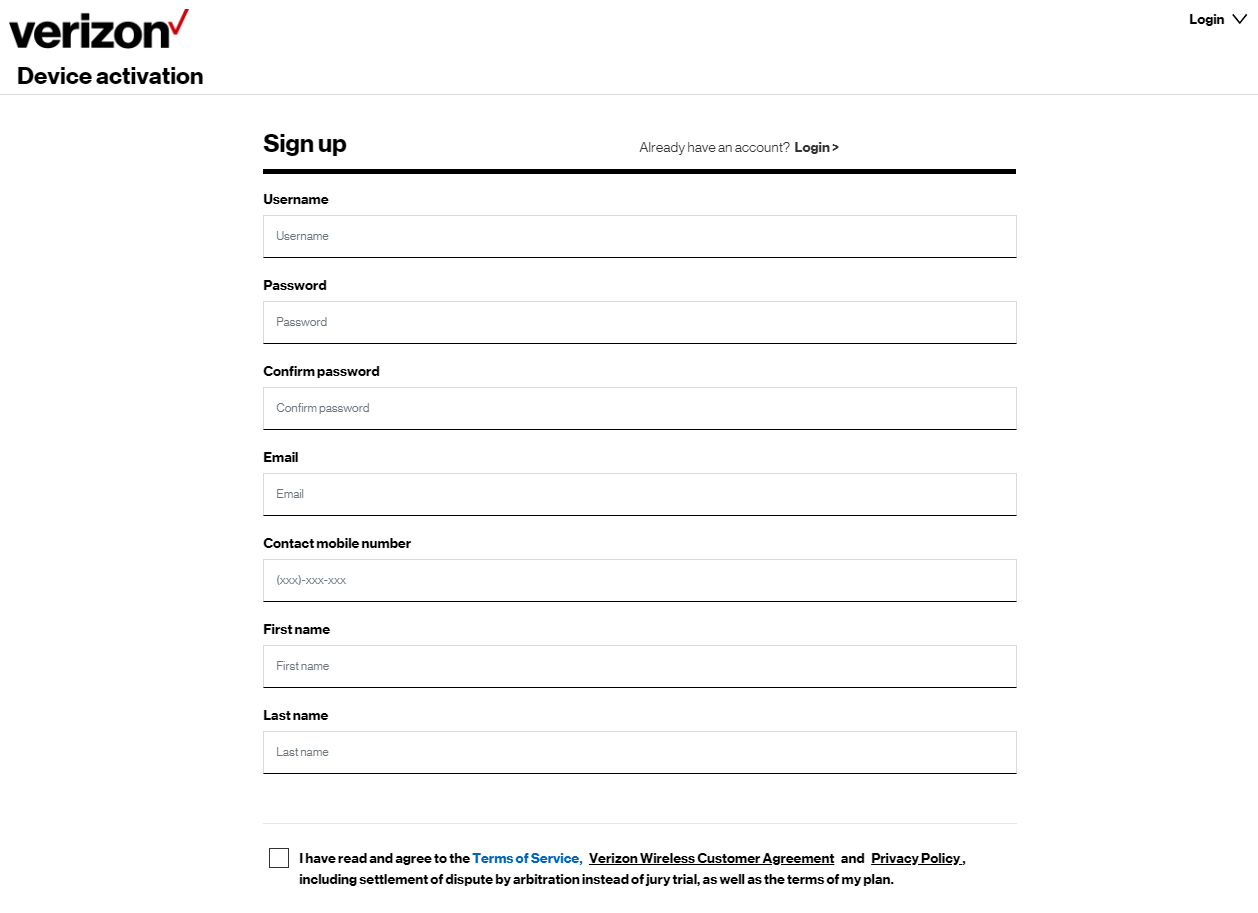 verizon
Login
Device activation
Sign up
Already have an account? Login >
Username
Username
Password
Password
Confirm password
Confirm password
Email
Email
Contact mobile number
(xxx)-xxx-xxx
First name
First name
Last name
Last name
I have read and agree to the Terms of Service, Verizon Wireless Customer Agreement and Privacy Policy ,
including settlement of dispute by arbitration instead of jury trial, as well as the terms of my plan.